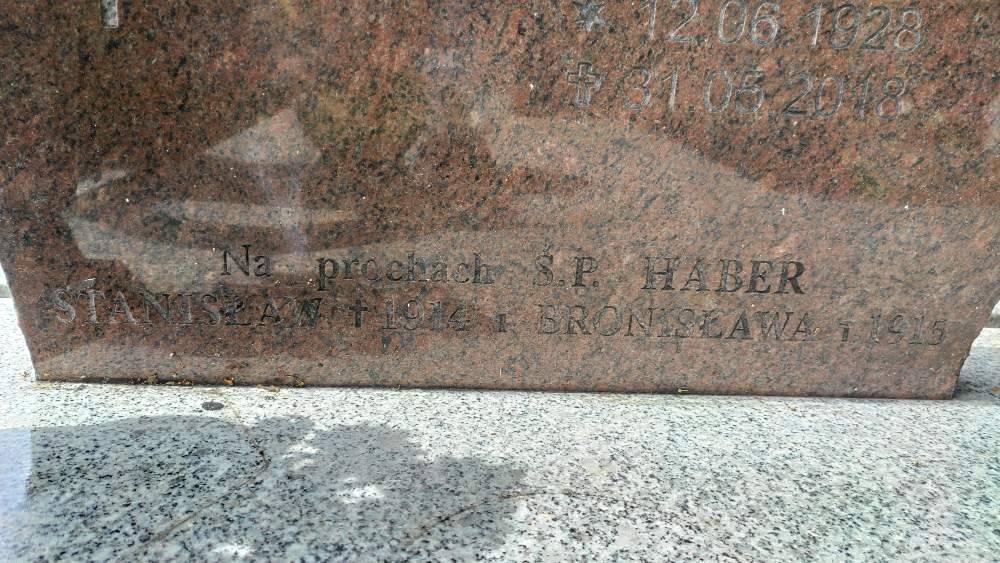 * 12.06.1928
† 31.05.2018
Na prochach Ś.P. HABER
STANISŁAW † 1914 i BRONISŁAWA † 1915